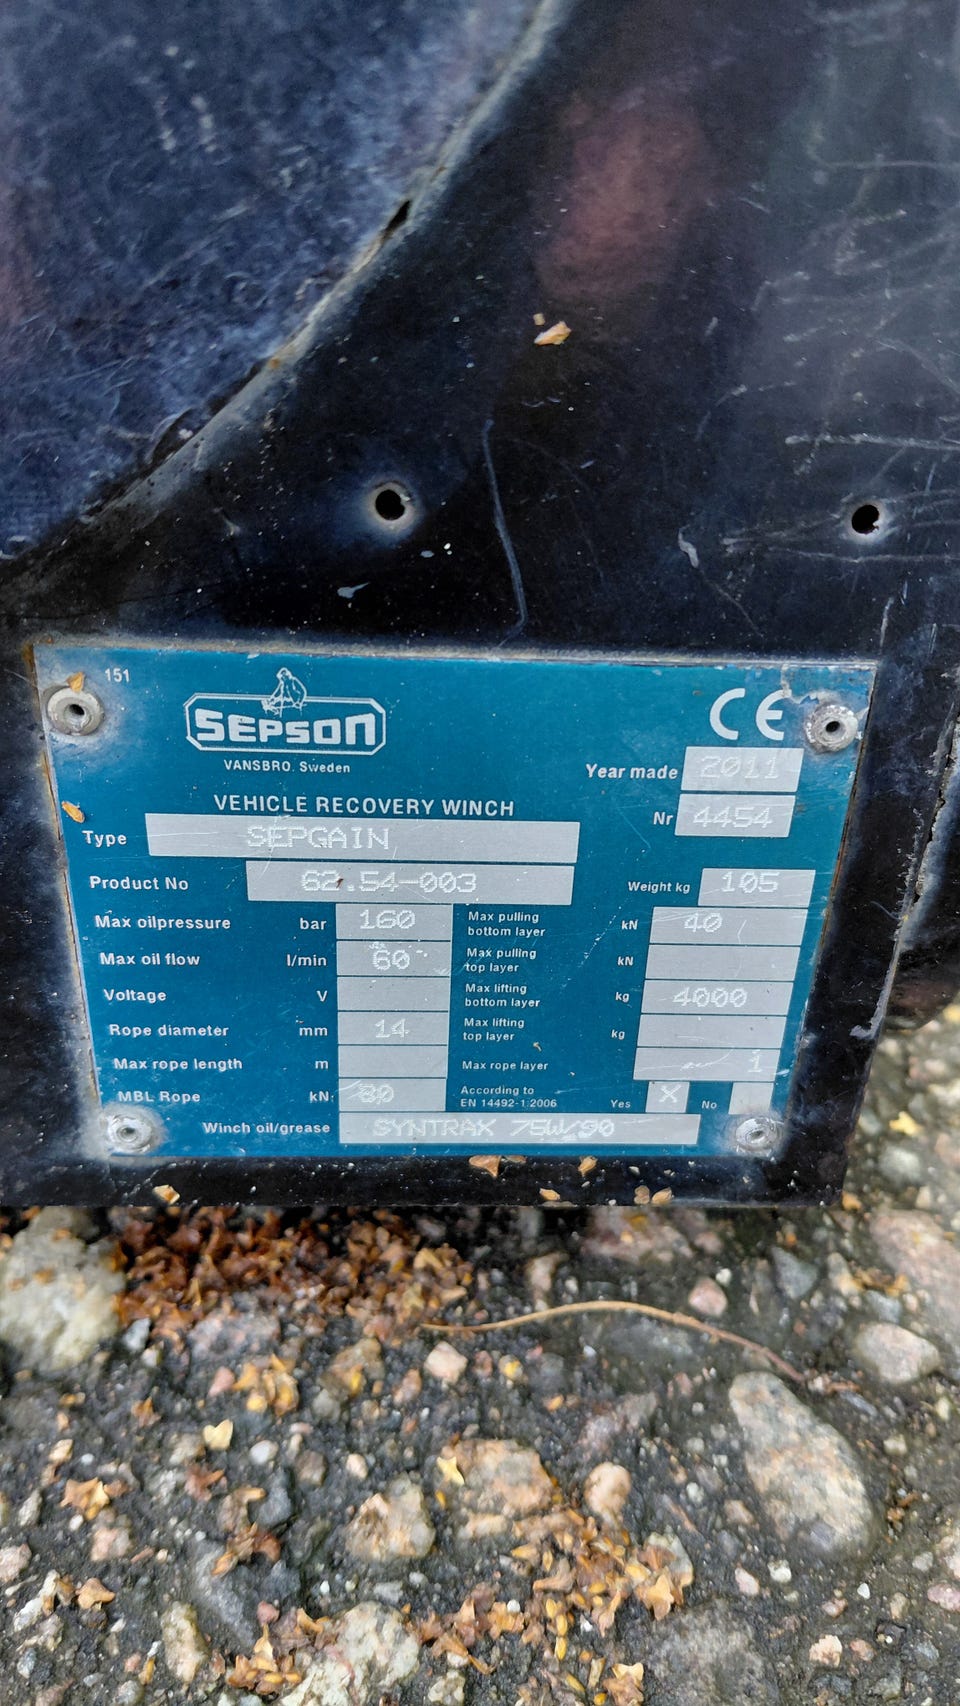 151
SEPSON
VANSBRO. Sweden
CE
Year made 2011
VEHICLE RECOVERY WINCH
Nr 4454
Type SEPGAIN
Product No 62.54-003
Weight kg 105
Max oilpressure bar 160
Max pulling bottom layer kN 40
Max oil flow l/min 60
Max pulling top layer kN
Voltage V
Max lifting bottom layer kg 4000
Rope diameter mm 14
Max lifting top layer kg
Max rope length m
Max rope layer 1
MBL Rope kN: 80
According to EN 14492-1:2006 Yes X No
Winch oil/grease SYNTRAX 75W/90